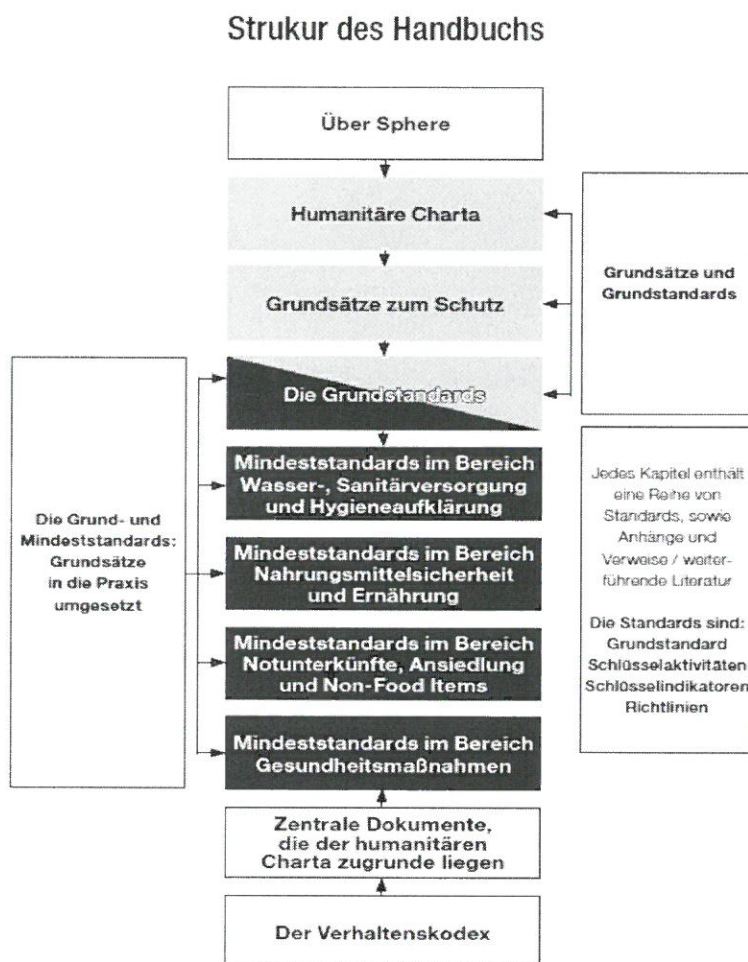 Strukur des Handbuchs
Über Sphere
Humanitäre Charta
Grundsätze zum Schutz
Die Grundstandards
Mindeststandards im Bereich
Wasser-, Sanitärversorgung
und Hygieneaufklärung
Mindeststandards im Bereich
Nahrungsmittelsicherheit
und Ernährung
Mindeststandards im Bereich
Notunterkünfte, Ansiedlung
und Non-Food Items
Mindeststandards im Bereich
Gesundheitsmaßnahmen
Zentrale Dokumente,
die der humanitären
Charta zugrunde liegen
Der Verhaltenskodex
Die Grund- und
Mindeststandards:
Grundsätze
in die Praxis
umgesetzt
Grundsätze und
Grundstandards
Jedes Kapitel enthält
eine Reihe von
Standards, sowie
Anhänge und
Verweise / weiter-
führende Literatur
Die Standards sind:
Grundstandard
Schlüsselaktivitäten
Schlüsselindikatoren
Richtlinien